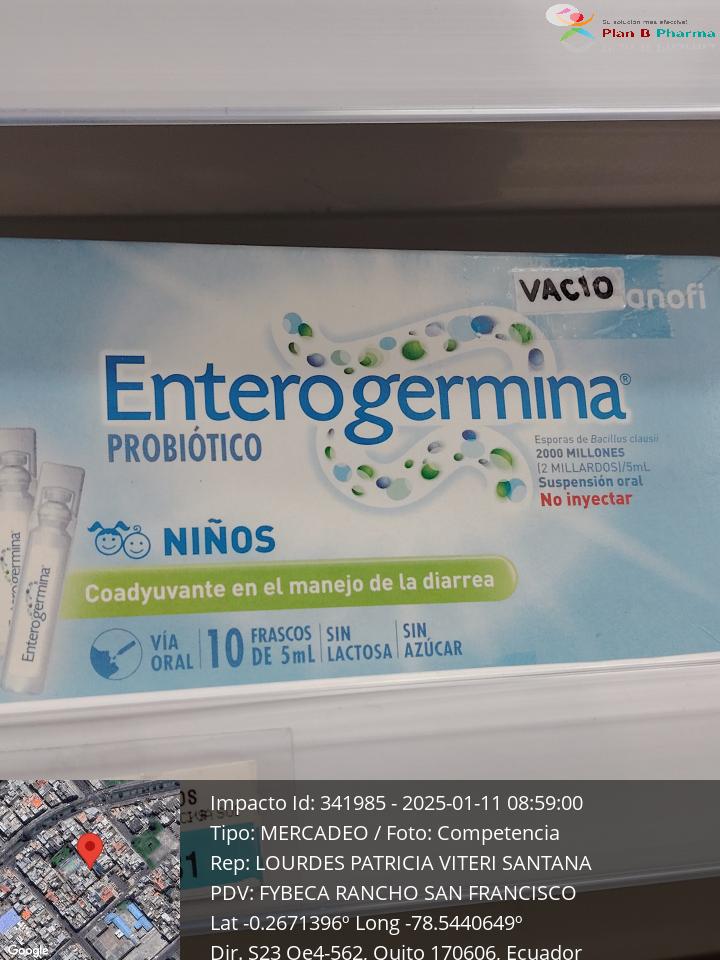 Su solución más efectiva!
Plan B Pharma
VACIO
anofi
Enterogermina®
PROBIÓTICO
Esporas de Bacillus clausii
2000 MILLONES
(2 MILLARDOS)/5mL
Suspensión oral
No inyectar
NIÑOS
Coadyuvante en el manejo de la diarrea
VÍA ORAL
10 FRASCOS DE 5mL
SIN LACTOSA
SIN AZÚCAR
Enterogermina
Impacto Id: 341985 - 2025-01-11 08:59:00
Tipo: MERCADEO / Foto: Competencia
Rep: LOURDES PATRICIA VITERI SANTANA
PDV: FYBECA RANCHO SAN FRANCISCO
Lat -0.2671396º Long -78.5440649º
Dir. S23 Oe4-562, Quito 170606, Ecuador
Google